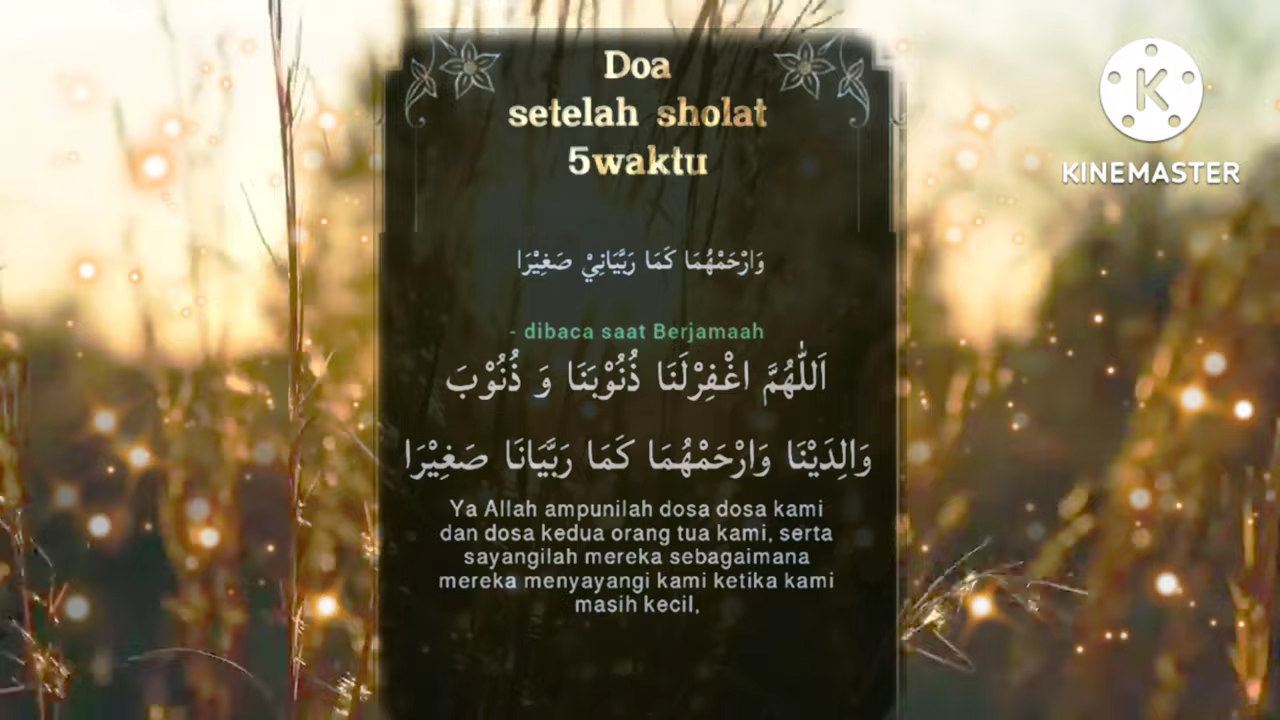 Doa
setelah sholat
5waktu
KINEMASTER
وَارْحَمْهُمَا كَمَا رَبَّيَانِيْ صَغِيْرَا
- dibaca saat Berjamaah
اَللّٰهُمَّ اغْفِرْلَنَا ذُنُوْبَنَا وَ ذُنُوْبَ
وَالِدَيْنَا وَارْحَمْهُمَا كَمَا رَبَّيَانَا صَغِيْرَا
Ya Allah ampunilah dosa dosa kami
dan dosa kedua orang tua kami, serta
sayangilah mereka sebagaimana
mereka menyayangi kami ketika kami
masih kecil,